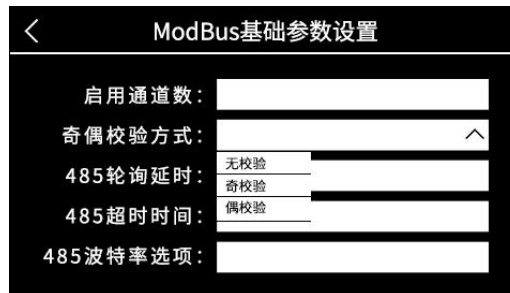 ModBus基础参数设置
启用通道数：
奇偶校验方式：
无校验
485轮询延时：
奇校验
偶校验
485超时时间：
485波特率选项：